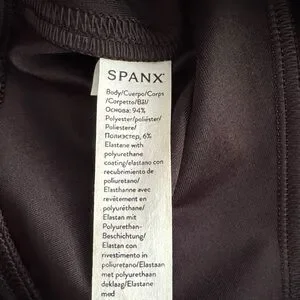 SPANX
Body/Cuerpo/Corps
/Corpetto/Bāl/
Основа: 94%
Polyester/poliéster/
Poliestere/
Полиэстер, 6%
Elastane with
polyurethane
coating/elastano con
recubrimiento de
poliuretano/
Elasthanne avec
revêtement en
polyuréthane/
Elastan mit
Polyurethan-
Beschichtung/
Elastan con
rivestimento in
poliuretano/Elastaan
met polyurethaan
deklaag/Elastane
med